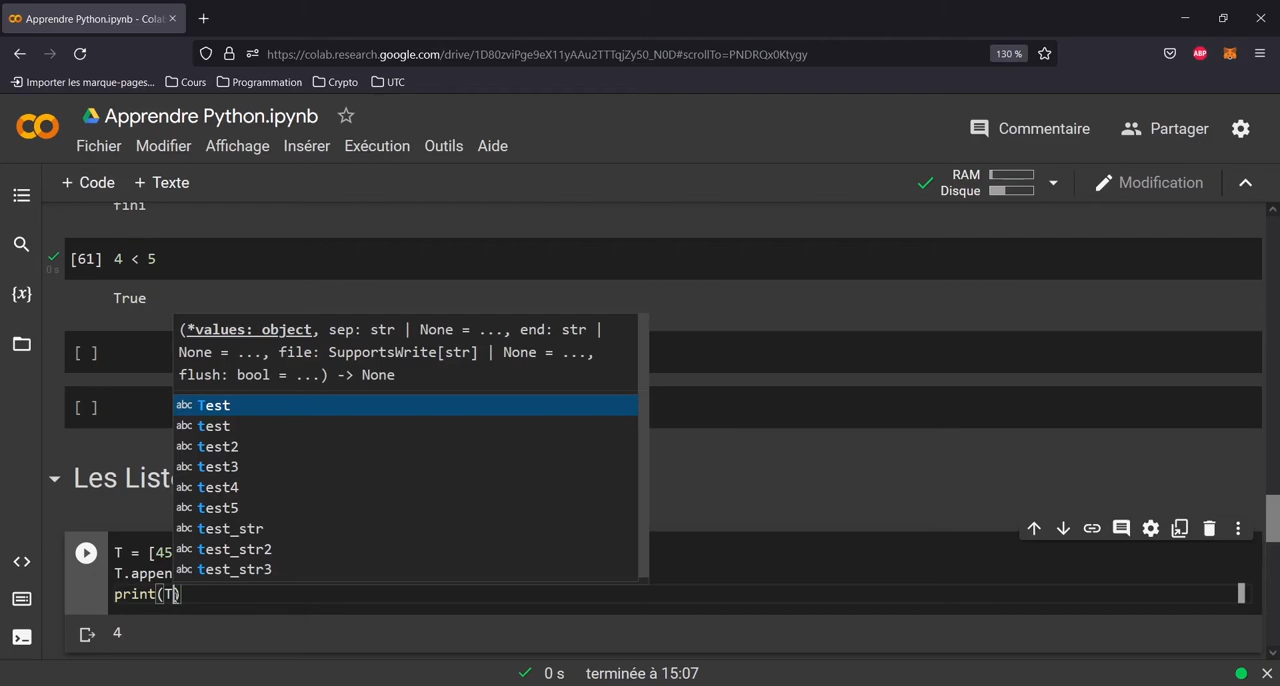 Apprendre Python.ipynb - Cola
https://colab.research.google.com/drive/1D80zviPge9eX11yAAu2TTTqjZy50_N0D#scrollTo=PNDRQx0Ktygy
130 %
ABP
Importer les marque-pages...
Cours
Programmation
Crypto
UTC
Apprendre Python.ipynb
Commentaire
Partager
Fichier
Modifier
Affichage
Insérer
Exécution
Outils
Aide
+ Code
+ Texte
RAM
Disque
Modification
fini
[61] 4 < 5
0 s
True
(*values: object, sep: str | None = ..., end: str |
None = ..., file: SupportsWrite[str] | None = ...,
flush: bool = ...) -> None
[ ]
[ ]
abc Test
abc test
abc test2
abc test3
abc test4
abc test5
abc test_str
abc test_str2
abc test_str3
Les List
T = [45
T.appen
print(T)
4
0 s terminée à 15:07